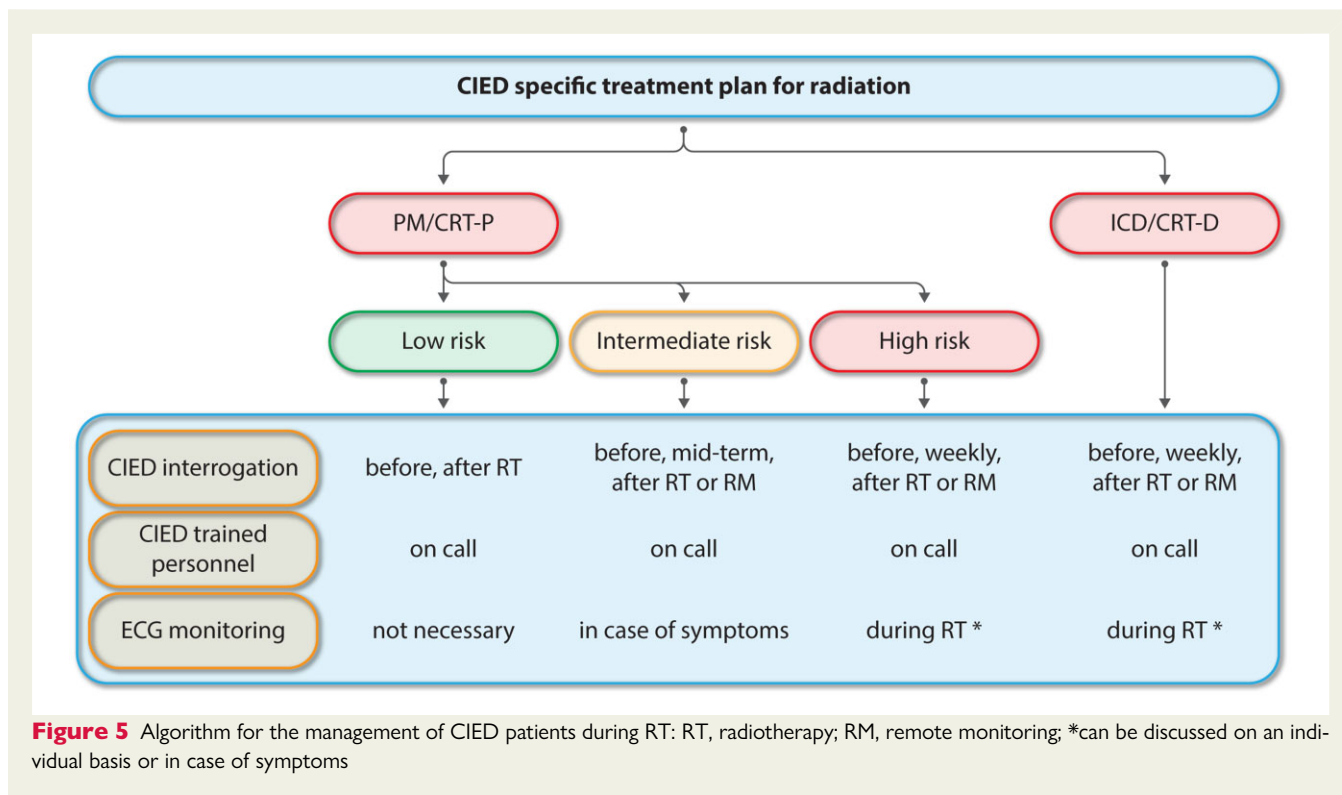 CIED specific treatment plan for radiation
PM/CRT-P
ICD/CRT-D
Low risk
Intermediate risk
High risk
CIED interrogation
before, after RT
before, mid-term,
after RT or RM
before, weekly,
after RT or RM
before, weekly,
after RT or RM
CIED trained
personnel
on call
on call
on call
on call
ECG monitoring
not necessary
in case of symptoms
during RT *
during RT *
Figure 5 Algorithm for the management of CIED patients during RT: RT, radiotherapy; RM, remote monitoring; *can be discussed on an indi-
vidual basis or in case of symptoms